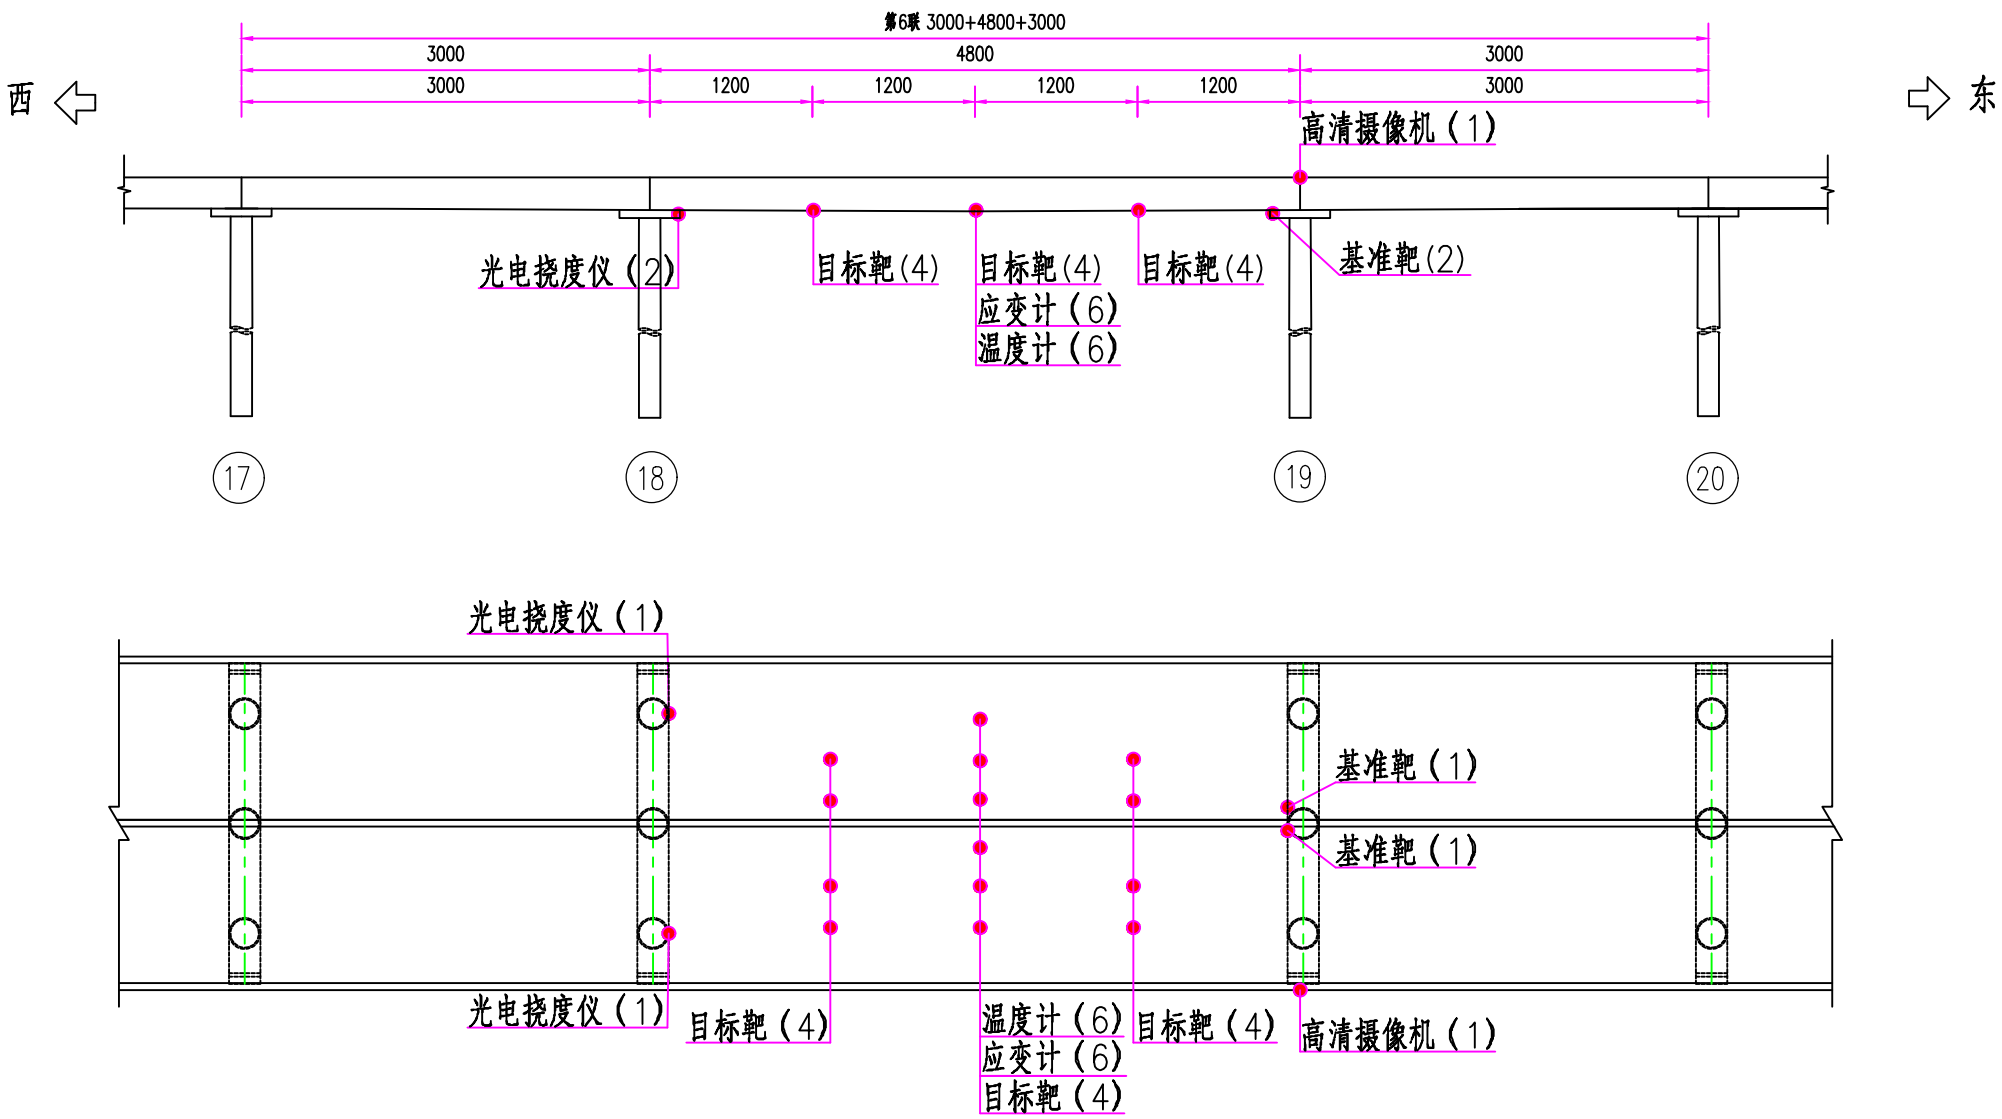 第6联 3000+4800+3000
3000 4800 3000
3000 1200 1200 1200 1200 3000
西
东
高清摄像机（1）
光电挠度仪（2）
目标靶(4)
目标靶(4)
目标靶(4)
基准靶(2)
应变计（6）
温度计（6）
17 18 19 20
光电挠度仪（1）
基准靶（1）
基准靶（1）
光电挠度仪（1）
目标靶（4）
温度计（6）
目标靶（4）
高清摄像机（1）
应变计（6）
目标靶（4）